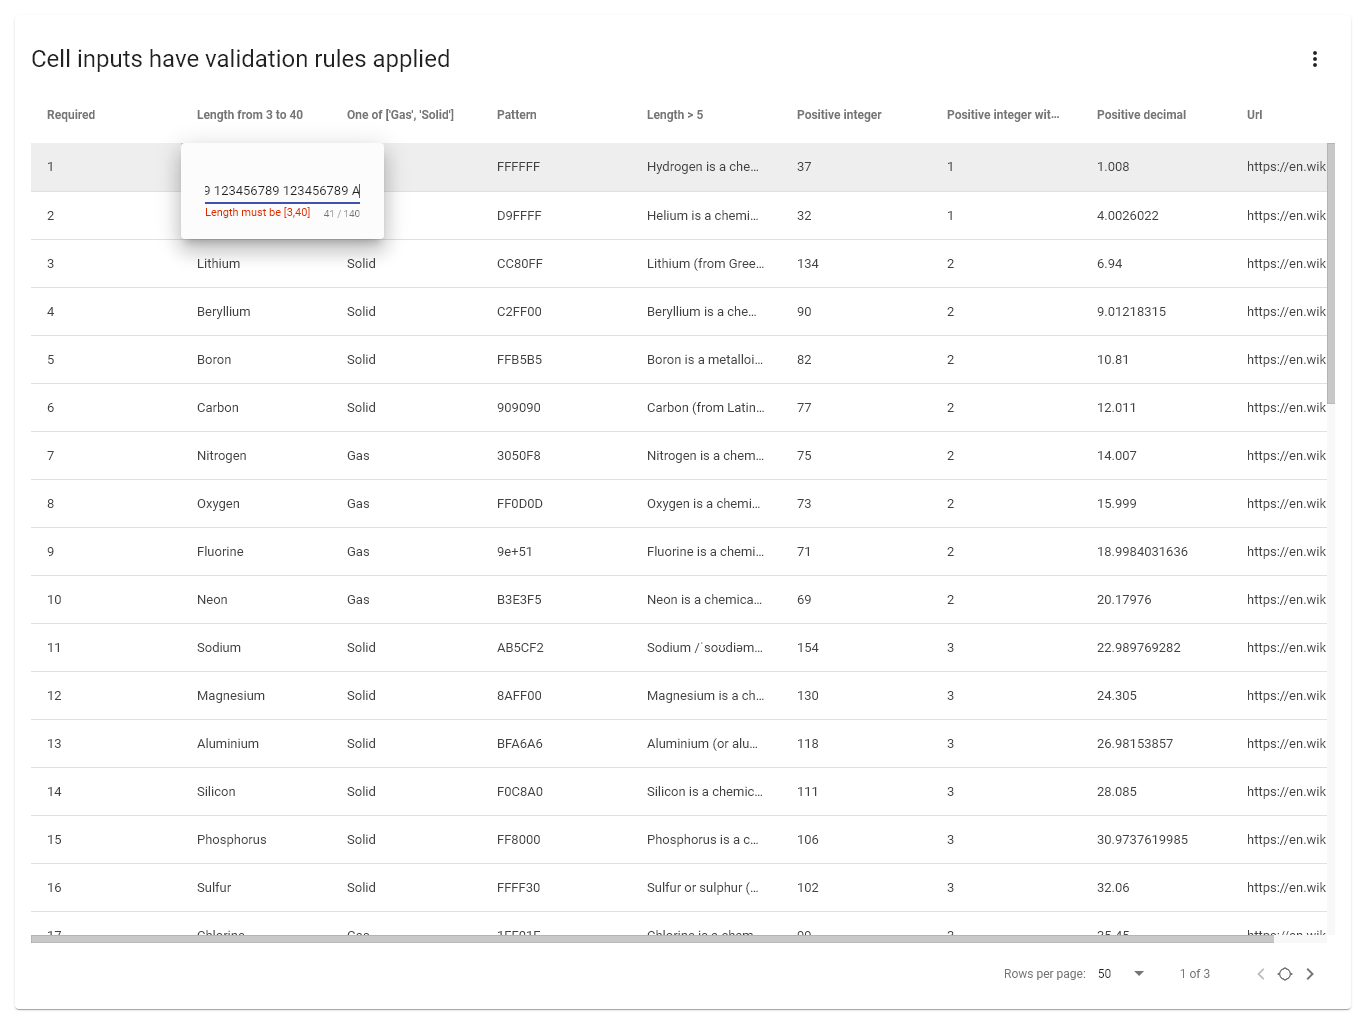 Cell inputs have validation rules applied
Required Length from 3 to 40 One of ['Gas', 'Solid'] Pattern Length > 5 Positive integer Positive integer wit... Positive decimal Url
1 FFFFFF Hydrogen is a che... 37 1 1.008 https://en.wik
9 123456789 123456789 A
Length must be [3,40] 41 / 140
2 D9FFFF Helium is a chemi... 32 1 4.0026022 https://en.wik
3 Lithium Solid CC80FF Lithium (from Gree... 134 2 6.94 https://en.wik
4 Beryllium Solid C2FF00 Beryllium is a che... 90 2 9.01218315 https://en.wik
5 Boron Solid FFB5B5 Boron is a metalloi... 82 2 10.81 https://en.wik
6 Carbon Solid 909090 Carbon (from Latin... 77 2 12.011 https://en.wik
7 Nitrogen Gas 3050F8 Nitrogen is a chem... 75 2 14.007 https://en.wik
8 Oxygen Gas FF0D0D Oxygen is a chemi... 73 2 15.999 https://en.wik
9 Fluorine Gas 9e+51 Fluorine is a chemi... 71 2 18.9984031636 https://en.wik
10 Neon Gas B3E3F5 Neon is a chemica... 69 2 20.17976 https://en.wik
11 Sodium Solid AB5CF2 Sodium /ˈsoʊdiəm... 154 3 22.989769282 https://en.wik
12 Magnesium Solid 8AFF00 Magnesium is a ch... 130 3 24.305 https://en.wik
13 Aluminium Solid BFA6A6 Aluminium (or alu... 118 3 26.98153857 https://en.wik
14 Silicon Solid F0C8A0 Silicon is a chemic... 111 3 28.085 https://en.wik
15 Phosphorus Solid FF8000 Phosphorus is a c... 106 3 30.9737619985 https://en.wik
16 Sulfur Solid FFFF30 Sulfur or sulphur (... 102 3 32.06 https://en.wik
17 Chlorine Gas Chlorine is a chem... 35.45 https://en.wik
Rows per page: 50 1 of 3